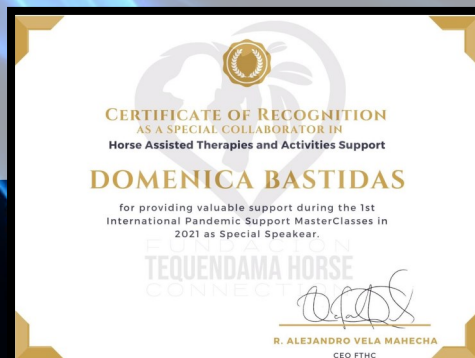 CERTIFICATE OF RECOGNITION
AS A SPECIAL COLLABORATOR IN
Horse Assisted Therapies and Activities Support
DOMENICA BASTIDAS
for providing valuable support during the 1st
International Pandemic Support MasterClasses in
2021 as Special Speakear.
FUNDACIÓN
TEQUENDAMA HORSE
CONNECTION
R. ALEJANDRO VELA MAHECHA
CEO FTHC